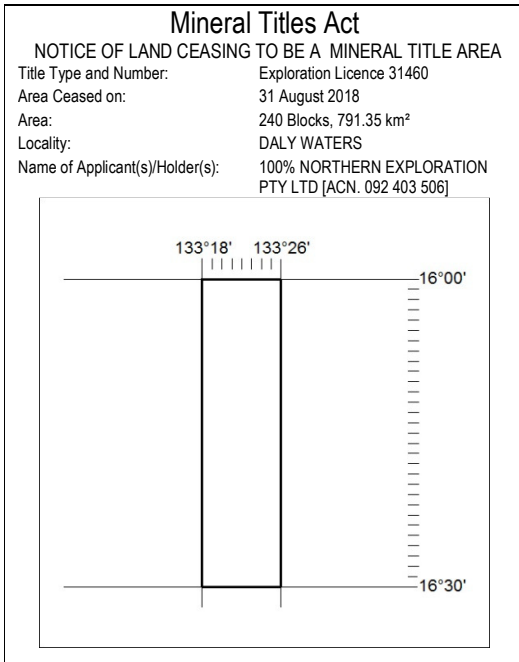 Mineral Titles Act
NOTICE OF LAND CEASING TO BE A MINERAL TITLE AREA
Title Type and Number: Exploration Licence 31460
Area Ceased on: 31 August 2018
Area: 240 Blocks, 791.35 km²
Locality: DALY WATERS
Name of Applicant(s)/Holder(s): 100% NORTHERN EXPLORATION
PTY LTD [ACN. 092 403 506]
133°18' 133°26'
16°00'
16°30'